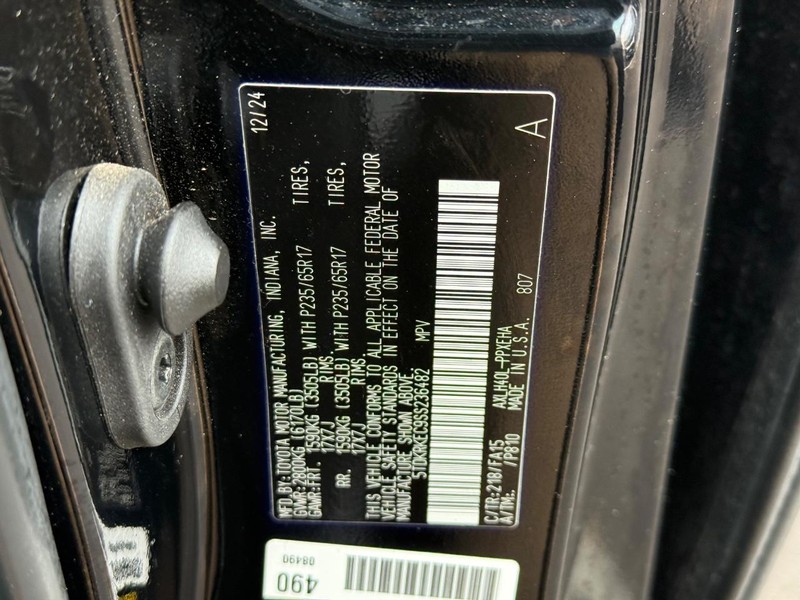 MFD.BY: TOYOTA MOTOR MANUFACTURING, INDIANA, INC. 12/24
GVWR: 2800KG (6170LB)
GAWR: FRT. 1590KG (3505LB) WITH P235/65R17 TIRES,
17X7J RIMS,
RR. 1590KG (3505LB) WITH P235/65R17 TIRES,
17X7J RIMS,
THIS VEHICLE CONFORMS TO ALL APPLICABLE FEDERAL MOTOR
VEHICLE SAFETY STANDARDS IN EFFECT ON THE DATE OF
MANUFACTURE SHOWN ABOVE.
5TDKRKEC9SS236482 MPV
A
C/TR: 218/FA15 AXLH40L-PPXEHA
A/TM: /P810 MADE IN U.S.A. 807
490
08490